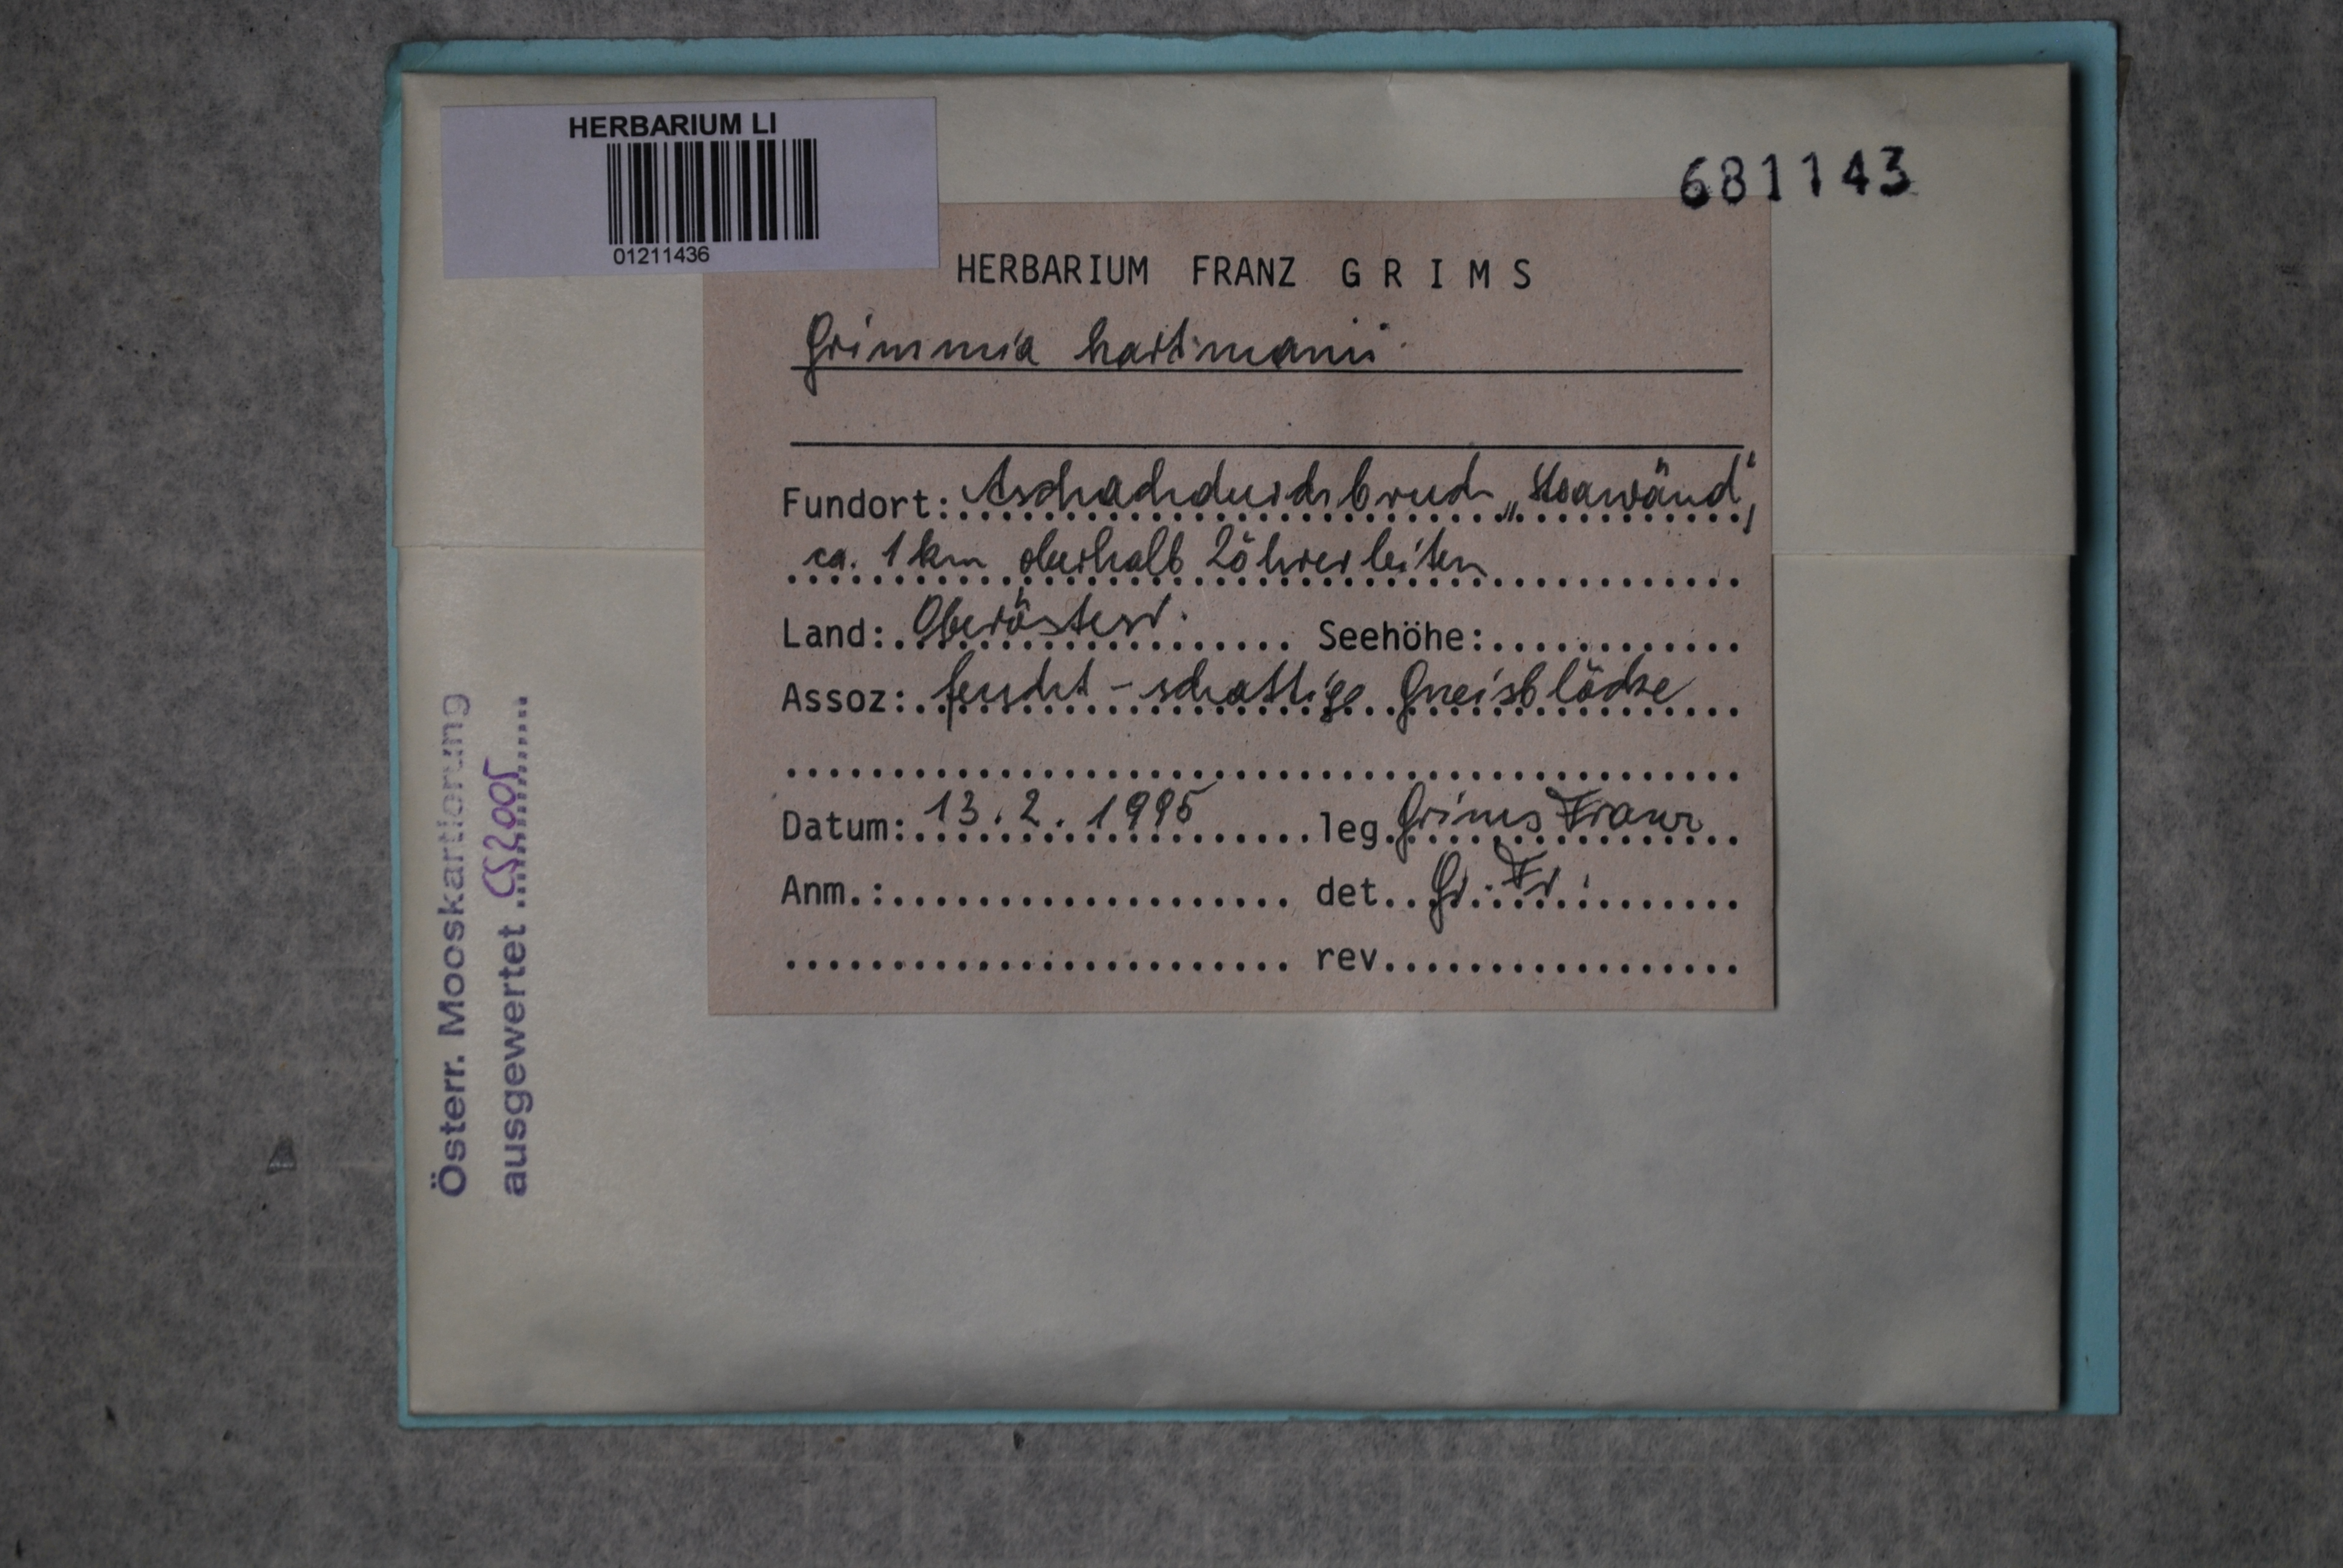 HERBARIUM LI
01211436
681143
HERBARIUM FRANZ GRIMS
Grimmia hartmanii
Fundort: Aschachdurchbruch „Stoawänd“,
ca. 1 km oberhalb Löhrerleiten
Land: Oberösterr. Seehöhe:
Assoz: feucht - schattige Gneisblöcke
Datum: 13.2.1995 leg. Grims Franz
Anm.: det. Gr. Fr.
rev.
Österr. Mooskartierung
ausgewertet CS2005